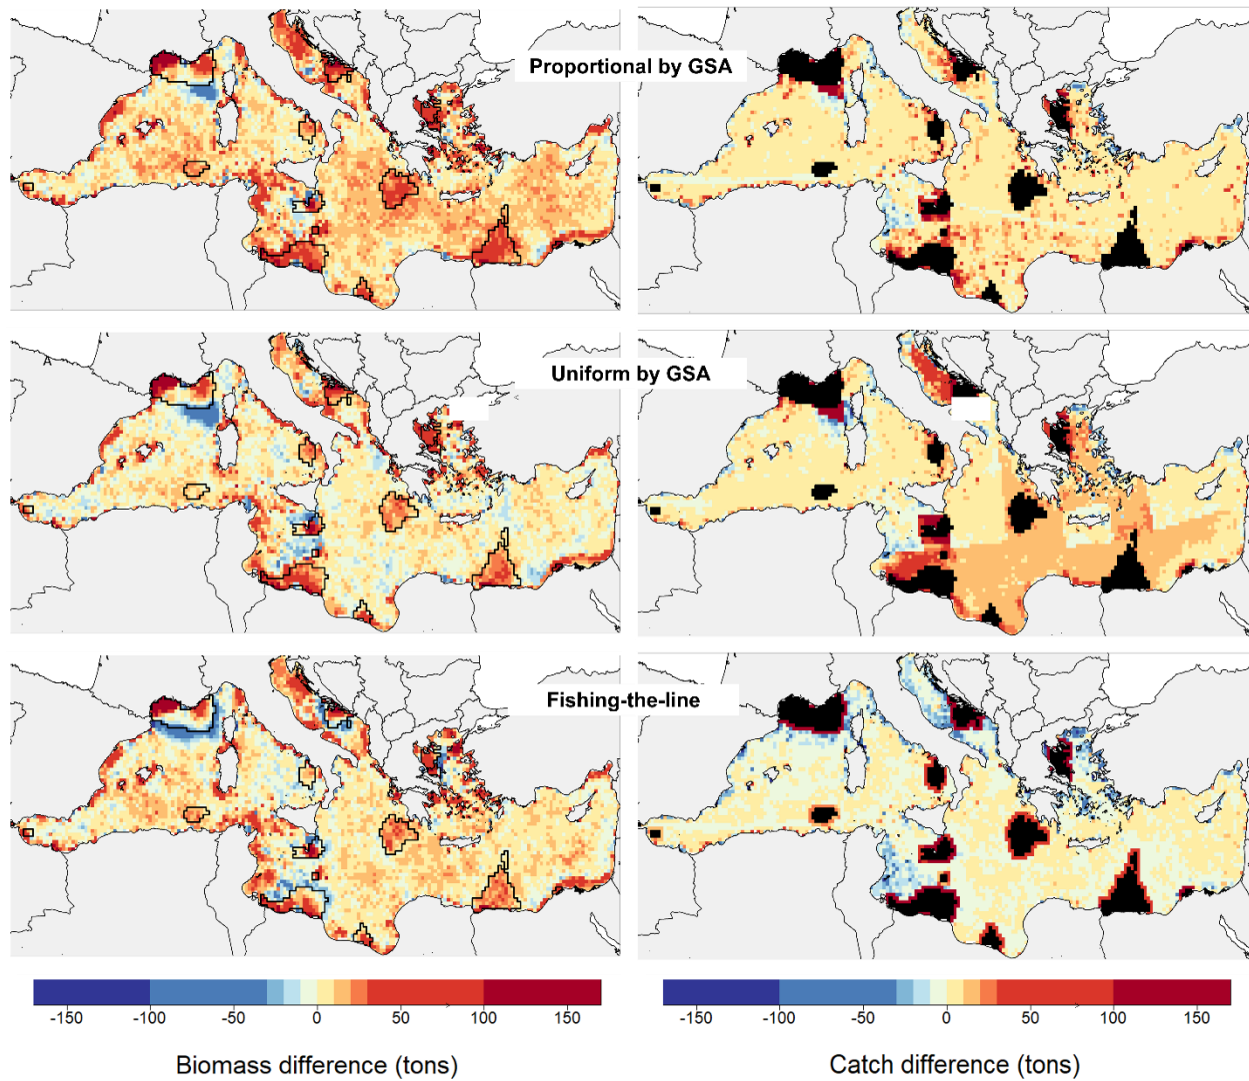 Proportional by GSA
A
Uniform by GSA
<
Fishing-the-line
-150 -100 -50 0 50 100 150
-150 -100 -50 0 50 100 150
Biomass difference (tons)
Catch difference (tons)